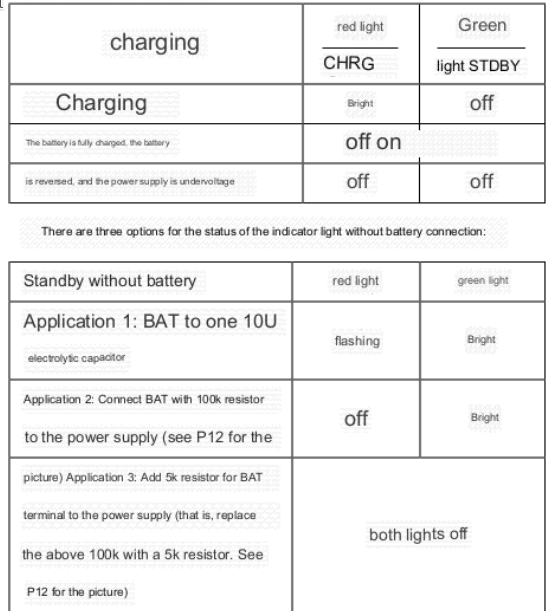 charging
red light
Green
CHRG
light STDBY
Charging
Bright
off
The battery is fully charged, the battery
off on
is reversed, and the power supply is undervoltage
off
off
There are three options for the status of the indicator light without battery connection:
Standby without battery
red light
green light
Application 1: BAT to one 10U
electrolytic capacitor
flashing
Bright
Application 2: Connect BAT with 100k resistor
to the power supply (see P12 for the
off
Bright
picture) Application 3: Add 5k resistor for BAT
terminal to the power supply (that is, replace
the above 100k with a 5k resistor. See
P12 for the picture)
both lights off